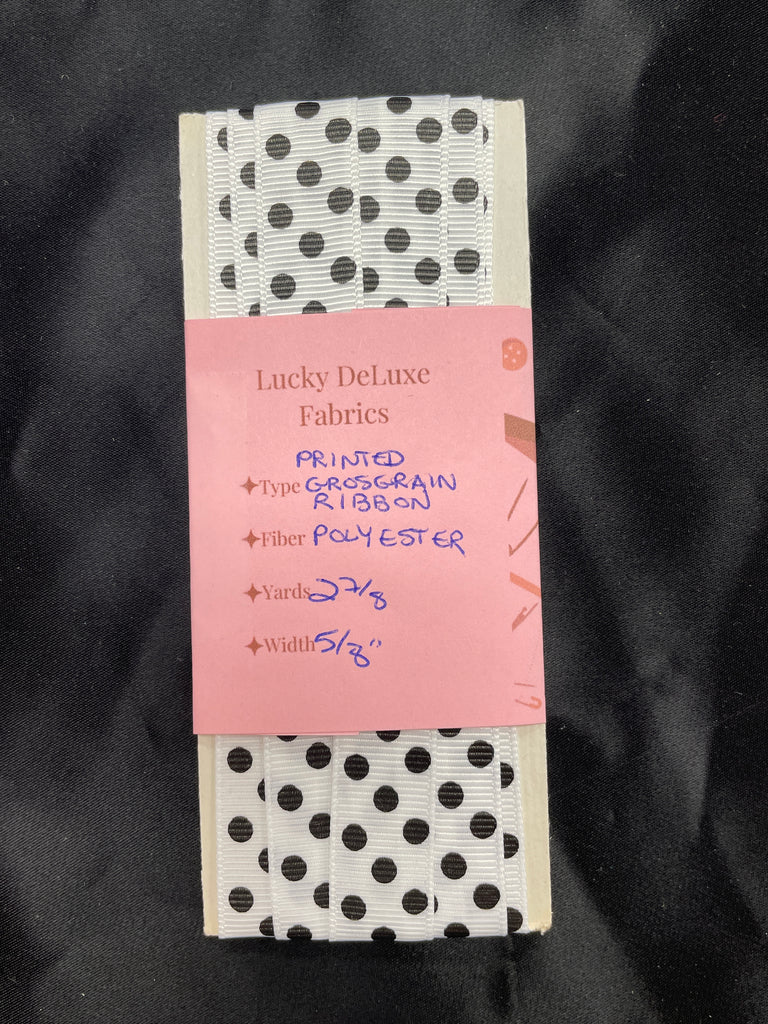 Lucky DeLuxe
Fabrics
PRINTED
Type GROSGRAIN
RIBBON
Fiber POLYESTER
Yards 2 7/8
Width 5/8"